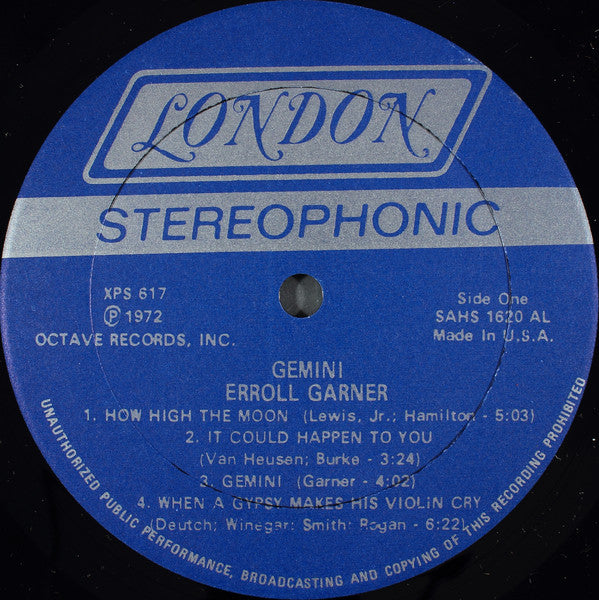 LONDON
STEREOPHONIC
XPS 617
Ⓟ 1972
OCTAVE RECORDS, INC.
Side One
SAHS 1620 AL
Made In U.S.A.
GEMINI
ERROLL GARNER
1. HOW HIGH THE MOON (Lewis, Jr.; Hamilton - 5:03)
2. IT COULD HAPPEN TO YOU
(Van Heusen; Burke - 3:24)
3. GEMINI (Garner - 4:02)
4. WHEN A GYPSY MAKES HIS VIOLIN CRY
(Deutch; Winegar; Smith; Rogan - 6:22)
UNAUTHORIZED PUBLIC PERFORMANCE, BROADCASTING AND COPYING OF THIS RECORDING PROHIBITED